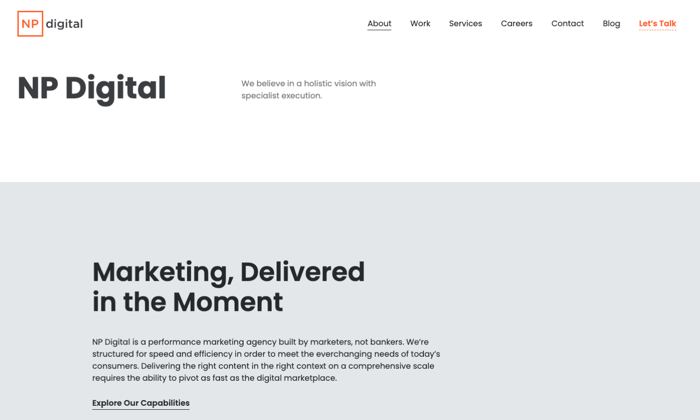 NP digital
About Work Services Careers Contact Blog Let's Talk
NP Digital
We believe in a holistic vision with
specialist execution.
Marketing, Delivered
in the Moment
NP Digital is a performance marketing agency built by marketers, not bankers. We're
structured for speed and efficiency in order to meet the everchanging needs of today's
consumers. Delivering the right content in the right context on a comprehensive scale
requires the ability to pivot as fast as the digital marketplace.
Explore Our Capabilities